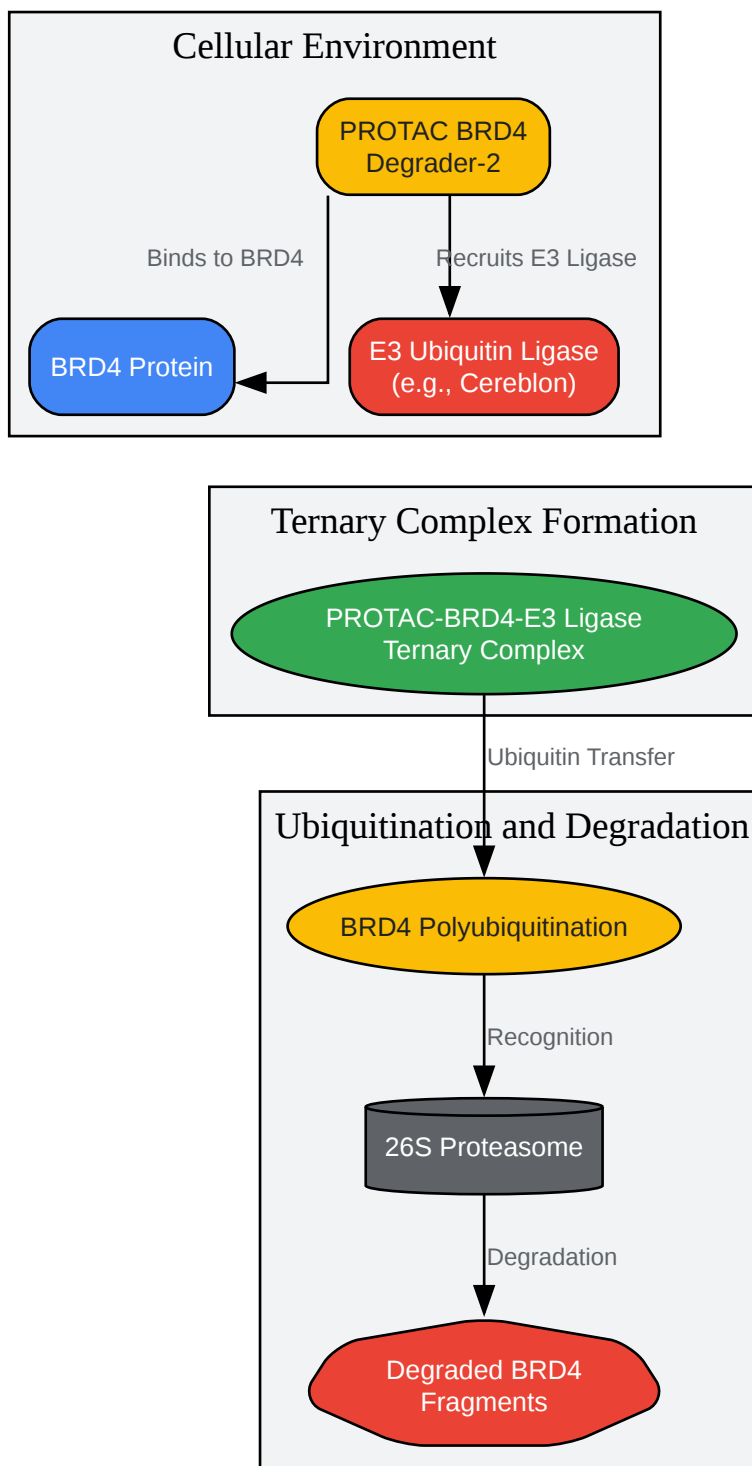 Cellular Environment
PROTAC BRD4
Degrader-2
Binds to BRD4
Recruits E3 Ligase
BRD4 Protein
E3 Ubiquitin Ligase
(e.g., Cereblon)
Ternary Complex Formation
PROTAC-BRD4-E3 Ligase
Ternary Complex
Ubiquitin Transfer
Ubiquitination and Degradation
BRD4 Polyubiquitination
Recognition
26S Proteasome
Degradation
Degraded BRD4
Fragments